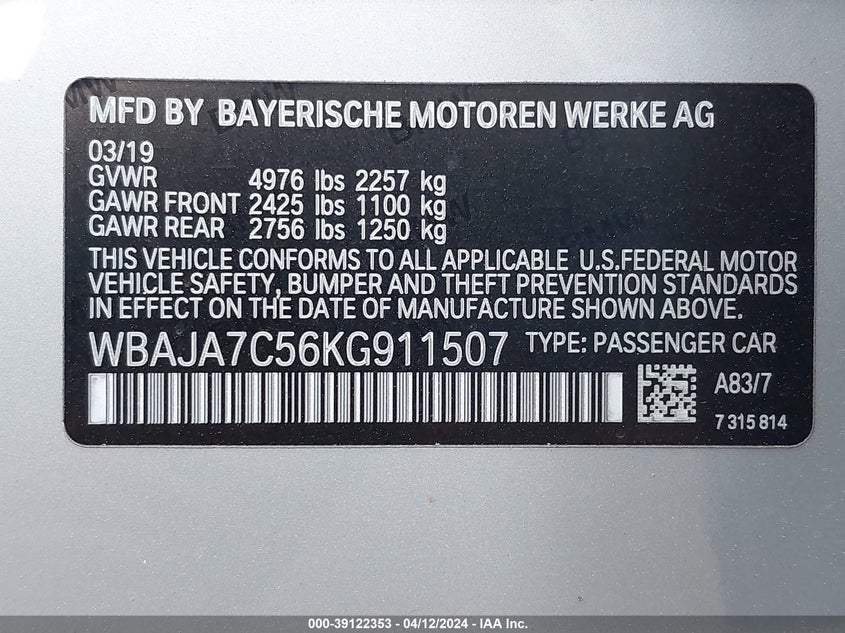 MFD BY BAYERISCHE MOTOREN WERKE AG
03/19
GVWR 4976 lbs 2257 kg
GAWR FRONT 2425 lbs 1100 kg
GAWR REAR 2756 lbs 1250 kg
THIS VEHICLE CONFORMS TO ALL APPLICABLE U.S.FEDERAL MOTOR
VEHICLE SAFETY, BUMPER AND THEFT PREVENTION STANDARDS
IN EFFECT ON THE DATE OF MANUFACTURE SHOWN ABOVE.
WBAJA7C56KG911507 TYPE: PASSENGER CAR
A83/7
7 315 814
000-39122353 - 04/12/2024 - IAA Inc.